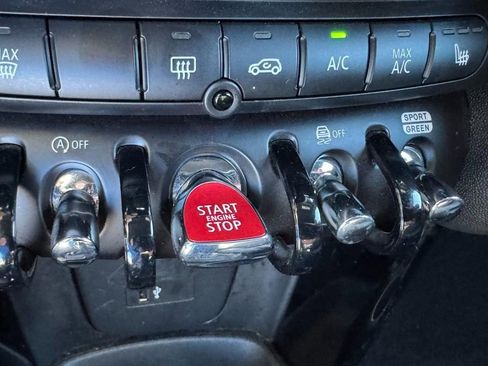 MAX
A/C
MAX
A/C
A OFF
OFF
SPORT
GREEN
START
ENGINE
STOP